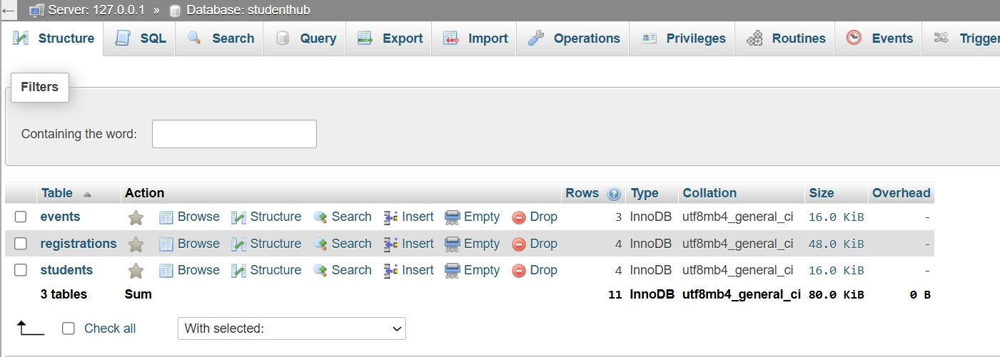 Server: 127.0.0.1 » Database: studenthub
Structure SQL Search Query Export Import Operations Privileges Routines Events Trigger
Filters
Containing the word:
Table Action Rows Type Collation Size Overhead
events Browse Structure Search Insert Empty Drop 3 InnoDB utf8mb4_general_ci 16.0 KiB -
registrations Browse Structure Search Insert Empty Drop 4 InnoDB utf8mb4_general_ci 48.0 KiB -
students Browse Structure Search Insert Empty Drop 4 InnoDB utf8mb4_general_ci 16.0 KiB -
3 tables Sum 11 InnoDB utf8mb4_general_ci 80.0 KiB 0 B
Check all With selected: